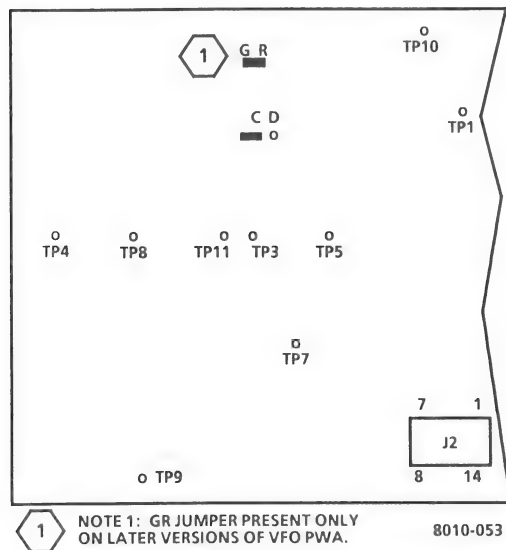 TP10
1
G R
TP1
C D
TP4
TP8
TP11
TP3
TP5
TP7
7 1
J2
8 14
TP9
1
NOTE 1: GR JUMPER PRESENT ONLY
ON LATER VERSIONS OF VFO PWA.
8010-053